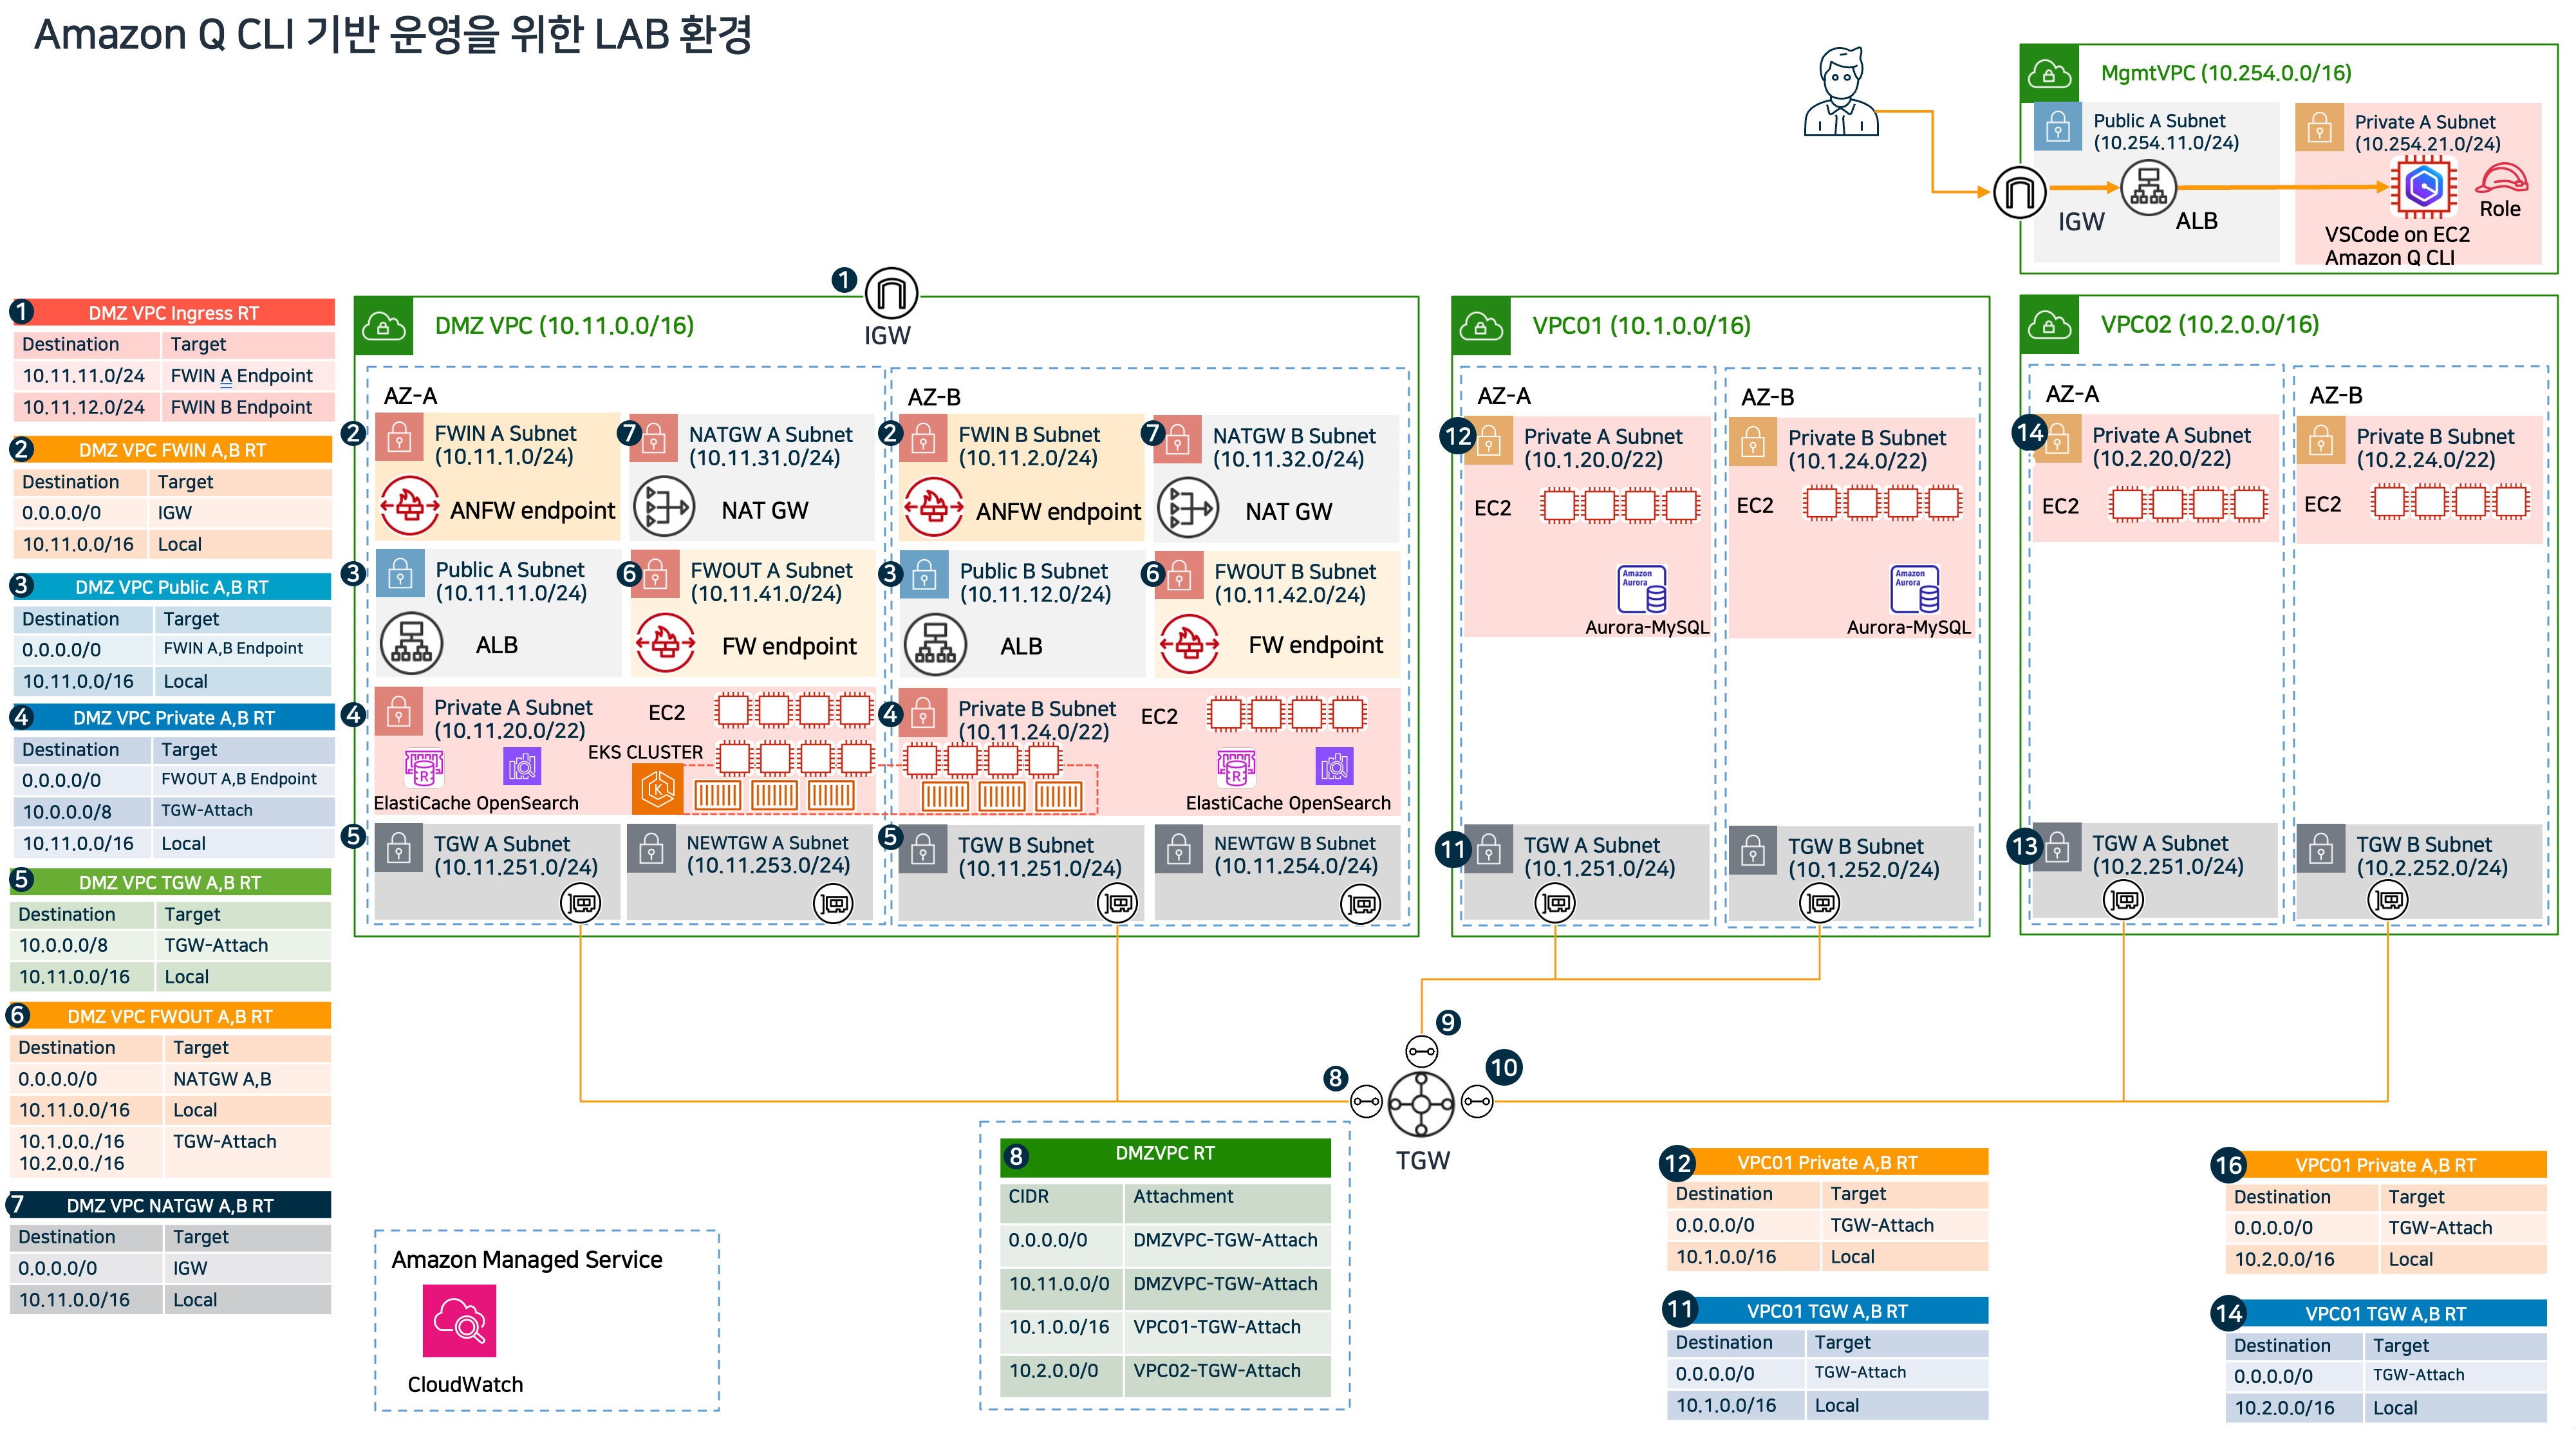 Amazon Q CLI 기반 운영을 위한 LAB 환경
MgmtVPC (10.254.0.0/16)
Public A Subnet
(10.254.11.0/24)
Private A Subnet
(10.254.21.0/24)
IGW
ALB
Role
VSCode on EC2
Amazon Q CLI
1
DMZ VPC Ingress RT
Destination Target
10.11.11.0/24 FWIN A Endpoint
10.11.12.0/24 FWIN B Endpoint
2
DMZ VPC FWIN A,B RT
Destination Target
0.0.0.0/0 IGW
10.11.0.0/16 Local
3
DMZ VPC Public A,B RT
Destination Target
0.0.0.0/0 FWIN A,B Endpoint
10.11.0.0/16 Local
4
DMZ VPC Private A,B RT
Destination Target
0.0.0.0/0 FWOUT A,B Endpoint
10.0.0.0/8 TGW-Attach
10.11.0.0/16 Local
5
DMZ VPC TGW A,B RT
Destination Target
10.0.0.0/8 TGW-Attach
10.11.0.0/16 Local
6
DMZ VPC FWOUT A,B RT
Destination Target
0.0.0.0/0 NATGW A,B
10.11.0.0/16 Local
10.1.0.0./16 TGW-Attach
10.2.0.0./16
7
DMZ VPC NATGW A,B RT
Destination Target
0.0.0.0/0 IGW
10.11.0.0/16 Local
1
IGW
DMZ VPC (10.11.0.0/16)
AZ-A
2
FWIN A Subnet
(10.11.1.0/24)
ANFW endpoint
7
NATGW A Subnet
(10.11.31.0/24)
NAT GW
3
Public A Subnet
(10.11.11.0/24)
ALB
6
FWOUT A Subnet
(10.11.41.0/24)
FW endpoint
4
Private A Subnet
(10.11.20.0/22)
EC2
EKS CLUSTER
R
K
ElastiCache OpenSearch
5
TGW A Subnet
(10.11.251.0/24)
NEWTGW A Subnet
(10.11.253.0/24)
AZ-B
2
FWIN B Subnet
(10.11.2.0/24)
ANFW endpoint
7
NATGW B Subnet
(10.11.32.0/24)
NAT GW
3
Public B Subnet
(10.11.12.0/24)
ALB
6
FWOUT B Subnet
(10.11.42.0/24)
FW endpoint
4
Private B Subnet
(10.11.24.0/22)
EC2
R
ElastiCache OpenSearch
5
TGW B Subnet
(10.11.251.0/24)
NEWTGW B Subnet
(10.11.254.0/24)
VPC01 (10.1.0.0/16)
AZ-A
12
Private A Subnet
(10.1.20.0/22)
EC2
Amazon
Aurora
Aurora-MySQL
11
TGW A Subnet
(10.1.251.0/24)
AZ-B
Private B Subnet
(10.1.24.0/22)
EC2
Amazon
Aurora
Aurora-MySQL
TGW B Subnet
(10.1.252.0/24)
VPC02 (10.2.0.0/16)
AZ-A
14
Private A Subnet
(10.2.20.0/22)
EC2
13
TGW A Subnet
(10.2.251.0/24)
AZ-B
Private B Subnet
(10.2.24.0/22)
EC2
TGW B Subnet
(10.2.252.0/24)
9
8
10
TGW
Amazon Managed Service
CloudWatch
8
DMZVPC RT
CIDR Attachment
0.0.0.0/0 DMZVPC-TGW-Attach
10.11.0.0/0 DMZVPC-TGW-Attach
10.1.0.0/16 VPC01-TGW-Attach
10.2.0.0/0 VPC02-TGW-Attach
12
VPC01 Private A,B RT
Destination Target
0.0.0.0/0 TGW-Attach
10.1.0.0/16 Local
11
VPC01 TGW A,B RT
Destination Target
0.0.0.0/0 TGW-Attach
10.1.0.0/16 Local
16
VPC01 Private A,B RT
Destination Target
0.0.0.0/0 TGW-Attach
10.2.0.0/16 Local
14
VPC01 TGW A,B RT
Destination Target
0.0.0.0/0 TGW-Attach
10.2.0.0/16 Local